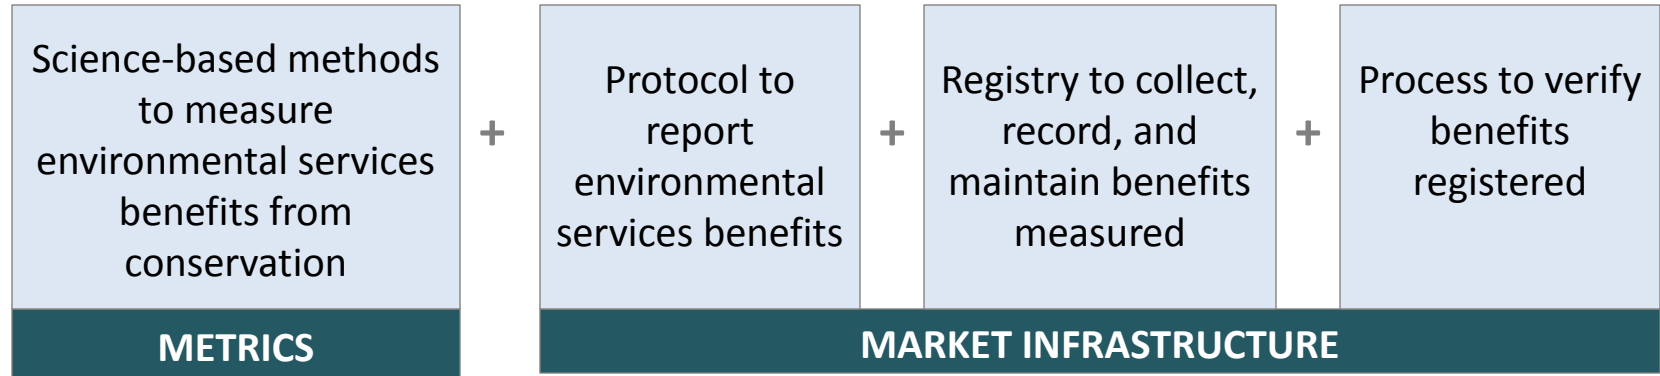 Science-based methods
to measure
environmental services
benefits from
conservation
METRICS
+
Protocol to
report
environmental
services benefits
+
Registry to collect,
record, and
maintain benefits
measured
+
Process to verify
benefits
registered
MARKET INFRASTRUCTURE